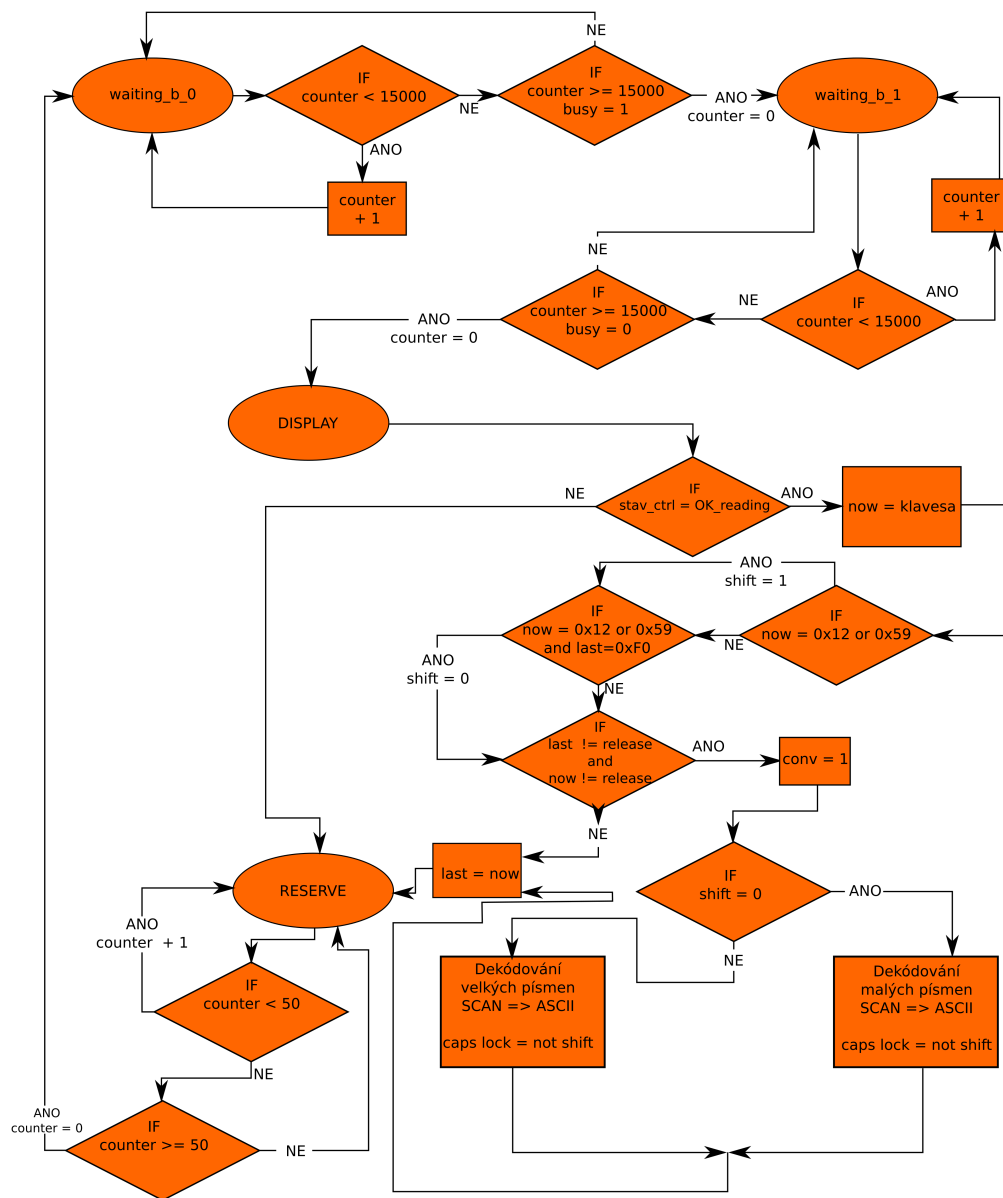 NE
waiting_b_0
IF
counter < 15000
NE
IF
counter >= 15000
busy = 1
ANO
counter = 0
waiting_b_1
ANO
counter
+ 1
counter
+ 1
NE
IF
counter >= 15000
busy = 0
NE
IF
counter < 15000
ANO
ANO
counter = 0
DISPLAY
IF
stav_ctrl = OK_reading
NE
ANO
now = klavesa
ANO
shift = 1
IF
now = 0x12 or 0x59
and last=0xF0
NE
IF
now = 0x12 or 0x59
ANO
shift = 0
NE
IF
last != release
and
now != release
ANO
conv = 1
NE
last = now
RESERVE
IF
shift = 0
ANO
NE
ANO
counter + 1
IF
counter < 50
NE
Dekódování
velkých písmen
SCAN => ASCII
caps lock = not shift
Dekódování
malých písmen
SCAN => ASCII
caps lock = not shift
ANO
counter = 0
IF
counter >= 50
NE